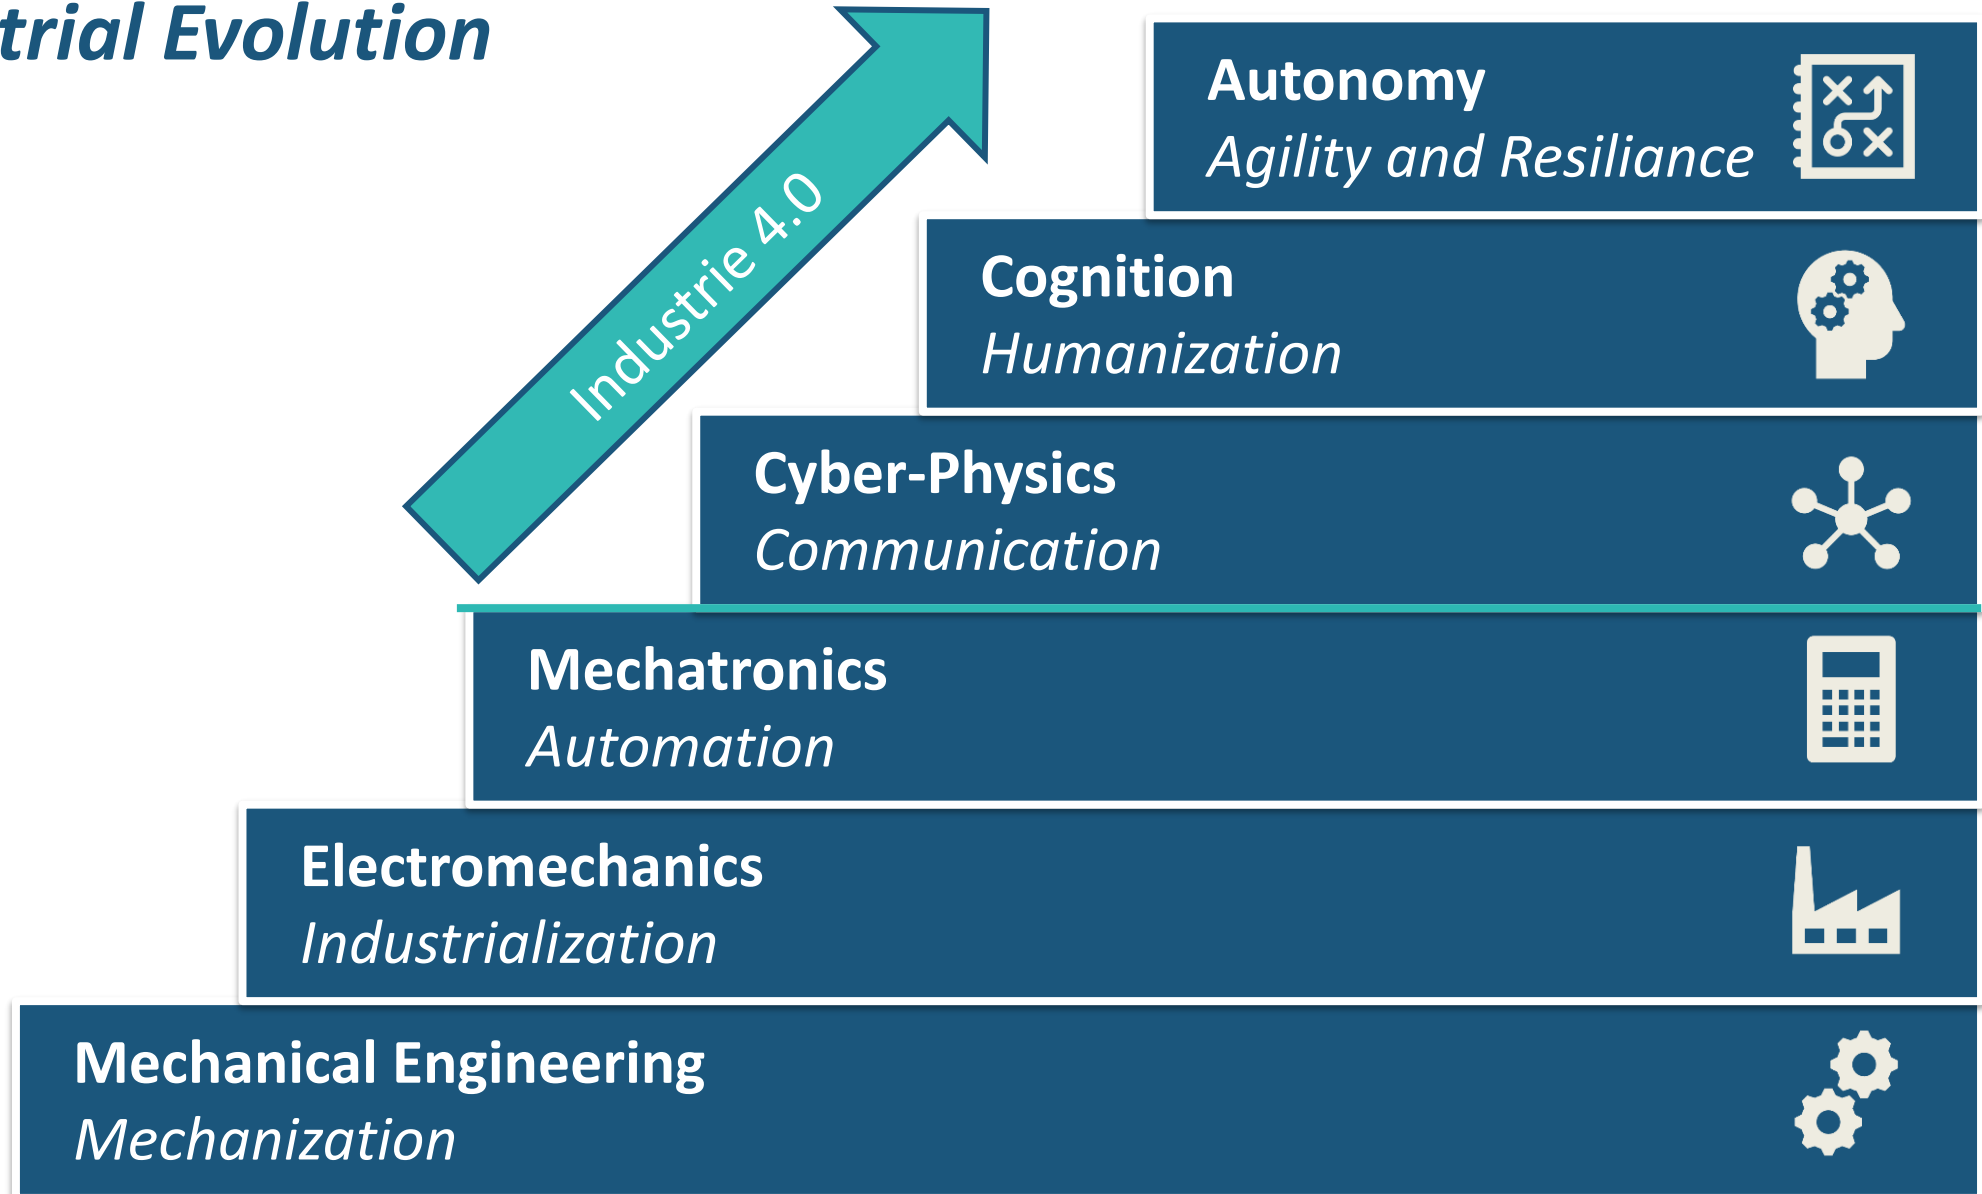 trial Evolution
Industrie 4.0
Autonomy
Agility and Resiliance
Cognition
Humanization
Cyber-Physics
Communication
Mechatronics
Automation
Electromechanics
Industrialization
Mechanical Engineering
Mechanization